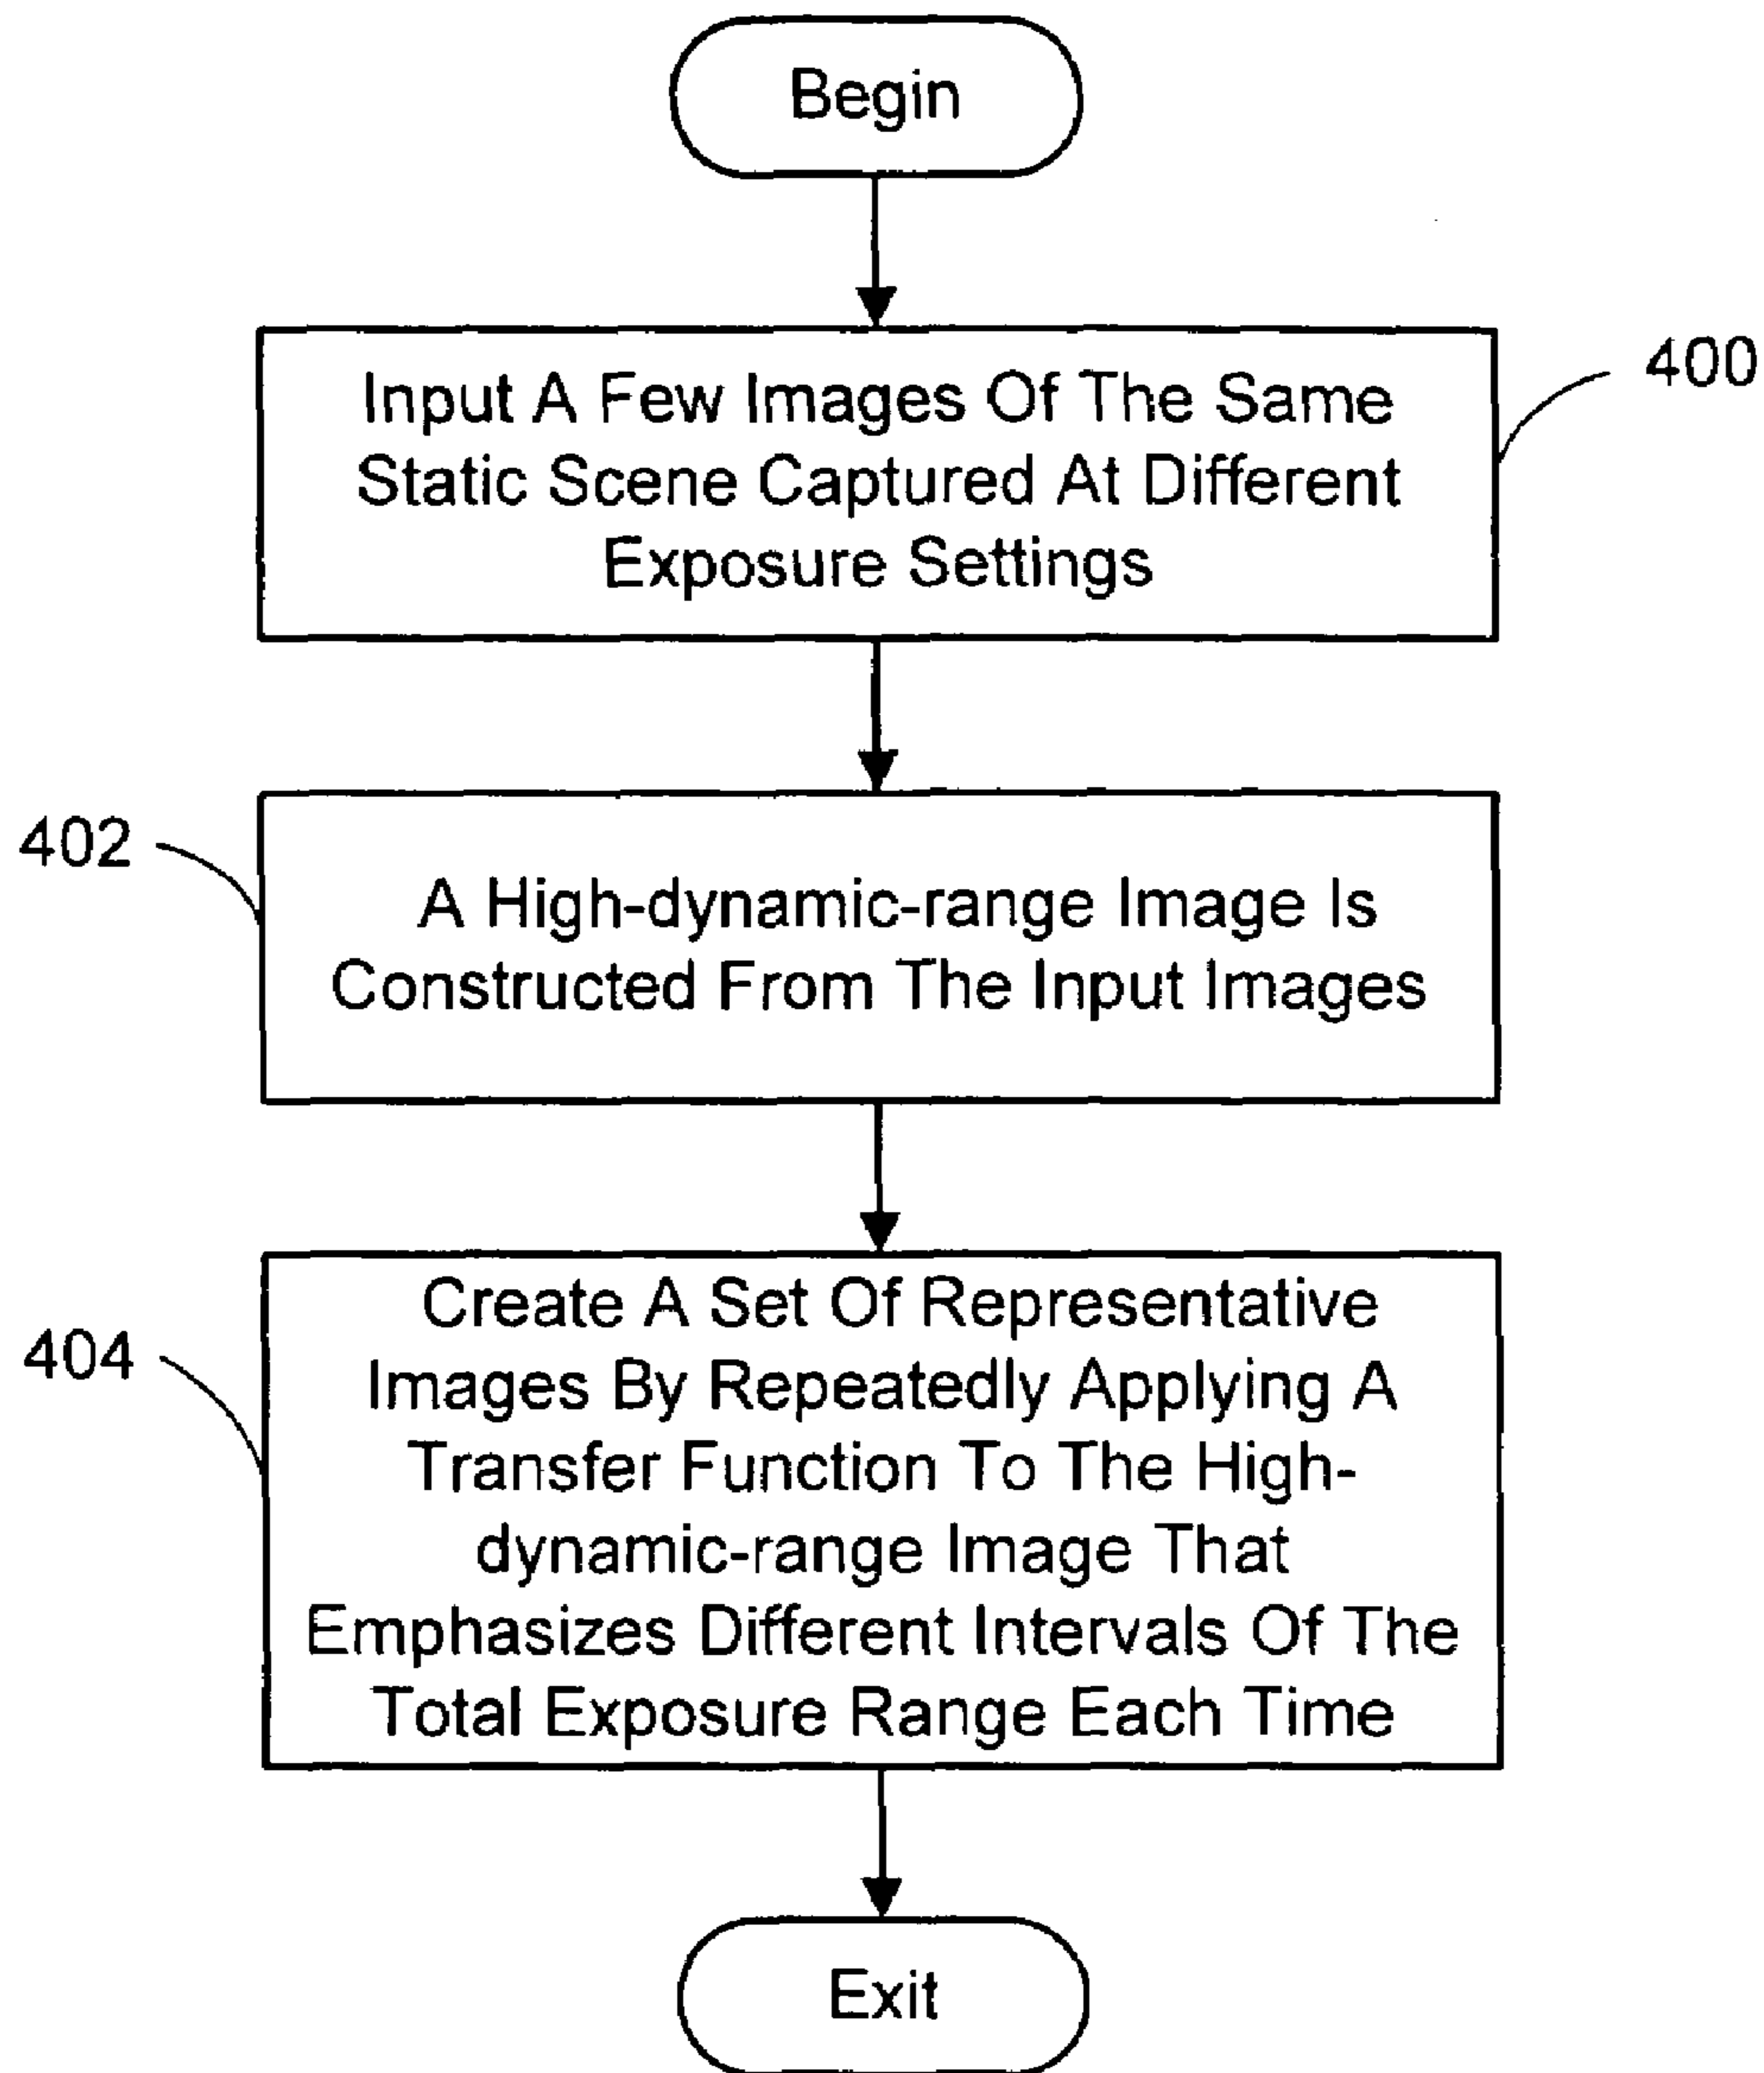 Begin
400
Input A Few Images Of The Same
Static Scene Captured At Different
Exposure Settings
402
A High-dynamic-range Image Is
Constructed From The Input Images
404
Create A Set Of Representative
Images By Repeatedly Applying A
Transfer Function To The High-
dynamic-range Image That
Emphasizes Different Intervals Of The
Total Exposure Range Each Time
Exit